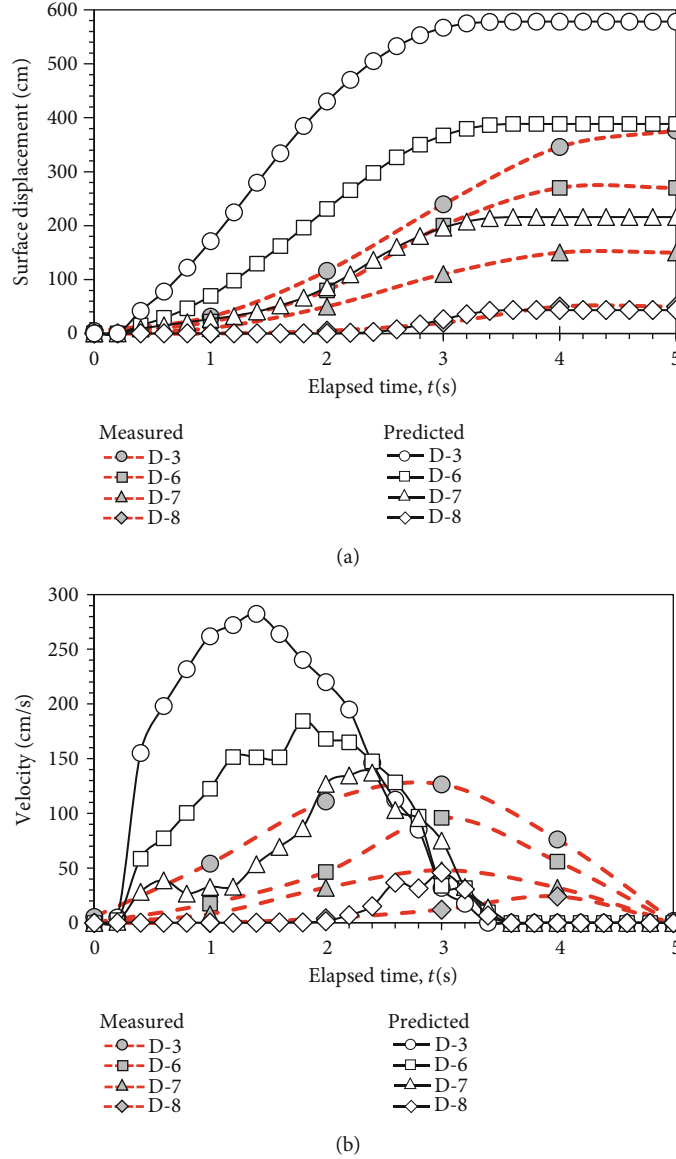 600
500
400
300
200
100
0
Surface displacement (cm)
0 1 2 3 4 5
Elapsed time, t(s)
Measured Predicted
D-3 D-3
D-6 D-6
D-7 D-7
D-8 D-8
(a)
300
250
200
150
100
50
0
Velocity (cm/s)
0 1 2 3 4 5
Elapsed time, t(s)
Measured Predicted
D-3 D-3
D-6 D-6
D-7 D-7
D-8 D-8
(b)